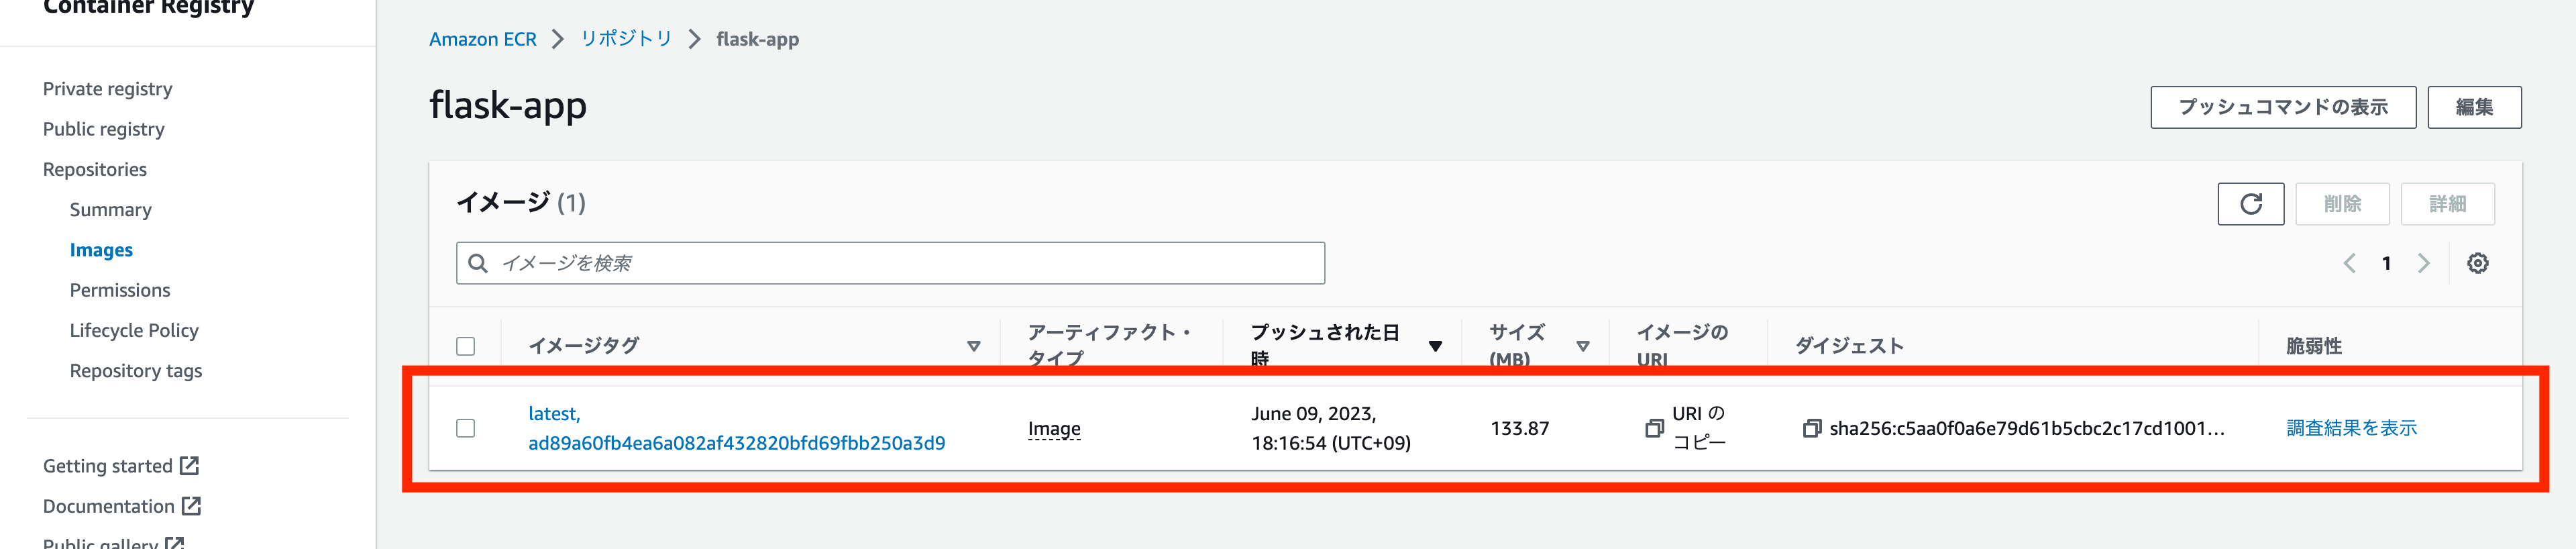 Container Registry
Private registry
Public registry
Repositories
Summary
Images
Permissions
Lifecycle Policy
Repository tags
Getting started
Documentation
Public gallery
Amazon ECR > リポジトリ > flask-app
flask-app
プッシュコマンドの表示 編集
イメージ (1)
削除 詳細
イメージを検索
1
イメージタグ
アーティファクト・
タイプ
プッシュされた日
時
サイズ
(MB)
イメージの
URI
ダイジェスト
脆弱性
latest,
ad89a60fb4ea6a082af432820bfd69fbb250a3d9
Image
June 09, 2023,
18:16:54 (UTC+09)
133.87
URI の
コピー
sha256:c5aa0f0a6e79d61b5cbc2c17cd1001...
調査結果を表示